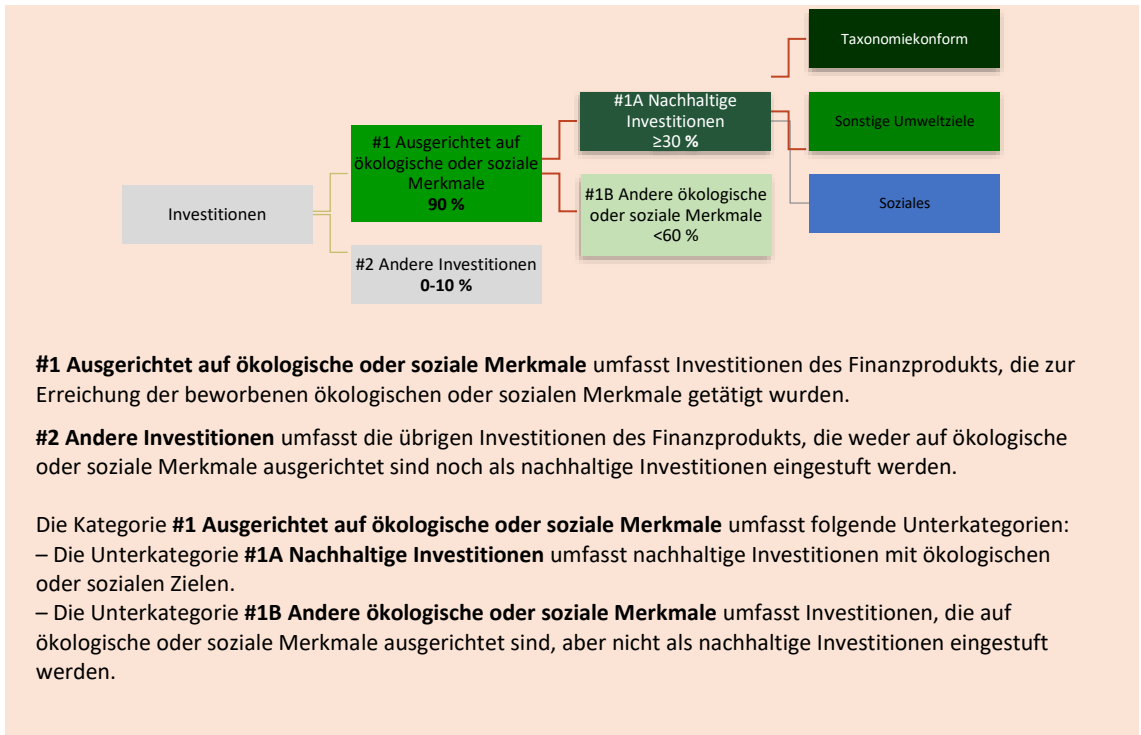 Taxonomiekonform
#1A Nachhaltige
Investitionen
≥30 %
Sonstige Umweltziele
#1 Ausgerichtet auf
ökologische oder soziale
Merkmale
90 %
#1B Andere ökologische
oder soziale Merkmale
<60 %
Soziales
Investitionen
#2 Andere Investitionen
0-10 %
#1 Ausgerichtet auf ökologische oder soziale Merkmale umfasst Investitionen des Finanzprodukts, die zur
Erreichung der beworbenen ökologischen oder sozialen Merkmale getätigt wurden.
#2 Andere Investitionen umfasst die übrigen Investitionen des Finanzprodukts, die weder auf ökologische
oder soziale Merkmale ausgerichtet sind noch als nachhaltige Investitionen eingestuft werden.
Die Kategorie #1 Ausgerichtet auf ökologische oder soziale Merkmale umfasst folgende Unterkategorien:
– Die Unterkategorie #1A Nachhaltige Investitionen umfasst nachhaltige Investitionen mit ökologischen
oder sozialen Zielen.
– Die Unterkategorie #1B Andere ökologische oder soziale Merkmale umfasst Investitionen, die auf
ökologische oder soziale Merkmale ausgerichtet sind, aber nicht als nachhaltige Investitionen eingestuft
werden.